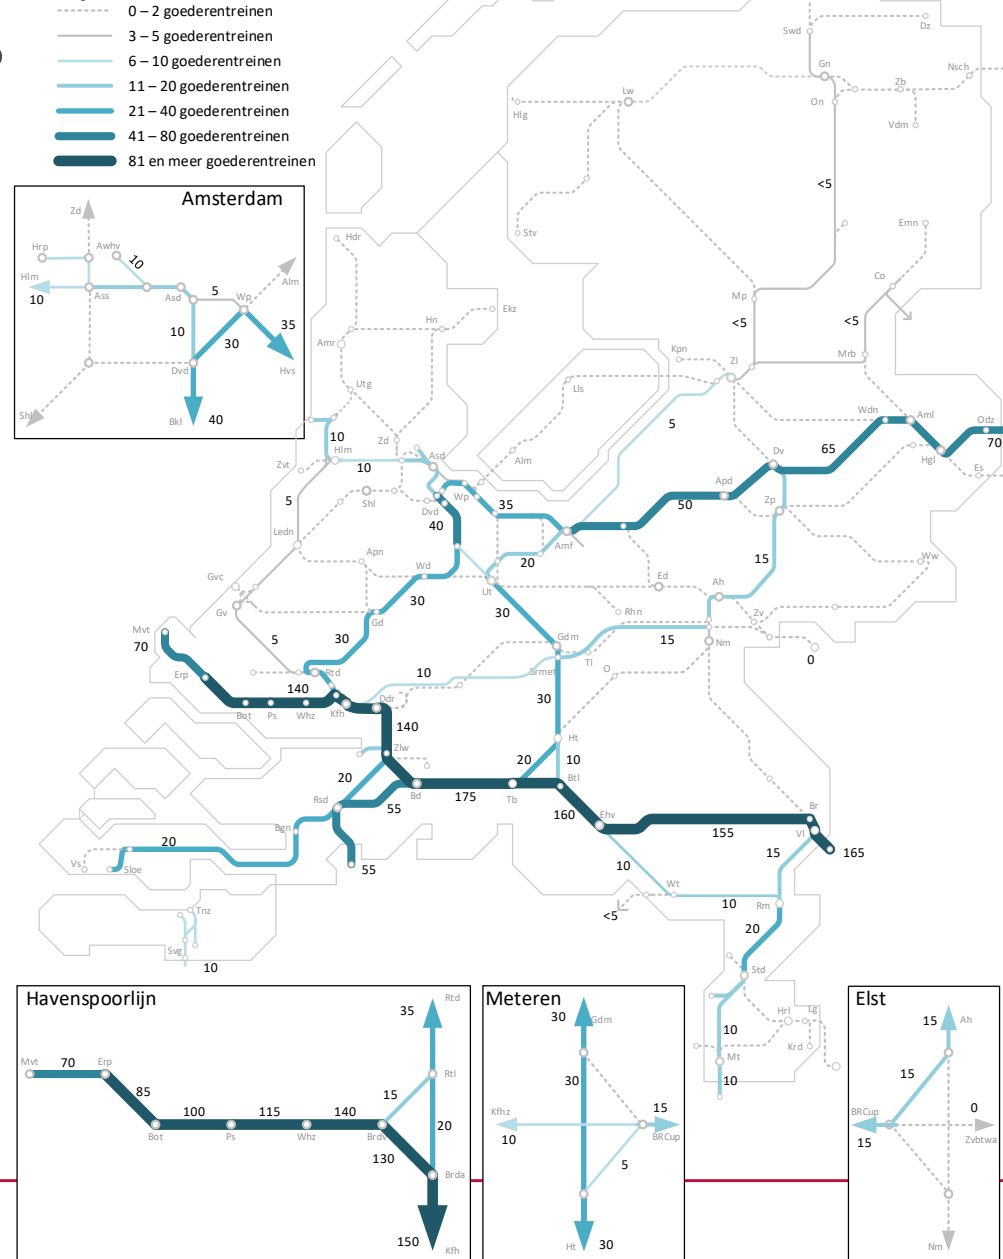 0 – 2 goederentreinen
3 – 5 goederentreinen
6 – 10 goederentreinen
11 – 20 goederentreinen
21 – 40 goederentreinen
41 – 80 goederentreinen
81 en meer goederentreinen
Amsterdam
Zd
Hrp
Awhv
10
Hlm
10
Ass
Asd
5
Wp
Alm
10
30
35
Hvs
Dvd
Shl
Bkl
40
Swd
Dz
Gn
Zb
Nsch
On
Vdm
Lw
Hlg
<5
Stv
Emn
Hdr
Co
Mp
Ekz
Hn
<5
<5
Amr
Kpn
Zl
Mrb
Utg
Lls
Wdn
Aml
Odz
10
Zd
5
70
Hlm
Asd
Alm
Dv
65
Hgl
Zvt
10
Wp
Apd
Es
5
Shl
Dvd
35
50
Zp
40
Ledn
Amf
Apn
20
15
Ww
Gvc
Wd
Ut
Ed
Ah
Gv
30
30
Rhn
Zv
Gd
Mvt
5
30
Gdm
15
Nm
70
Tl
0
Erp
Rtd
10
Brmet
O
140
30
Bot
Ps
Whz
Kfh
Ddr
140
Ht
Zlw
20
10
20
Btl
Rsd
55
Bd
175
Tb
160
Ehv
Br
155
Vl
Bgn
165
20
15
Vs
Sloe
55
10
Wt
10
Rm
<5
Tnz
20
Svg
10
Std
10
Hrl
Lg
Krd
Mt
10
Havenspoorlijn
Rtd
35
Mvt
70
Erp
Rtl
85
15
100
115
140
20
Bot
Ps
Whz
Brdv
130
Brda
150
Kfh
Meteren
30
Gdm
30
Kfhz
15
10
BRCup
5
Ht
30
Elst
15
Ah
15
BRCup
0
15
Zvbtwa
Nm